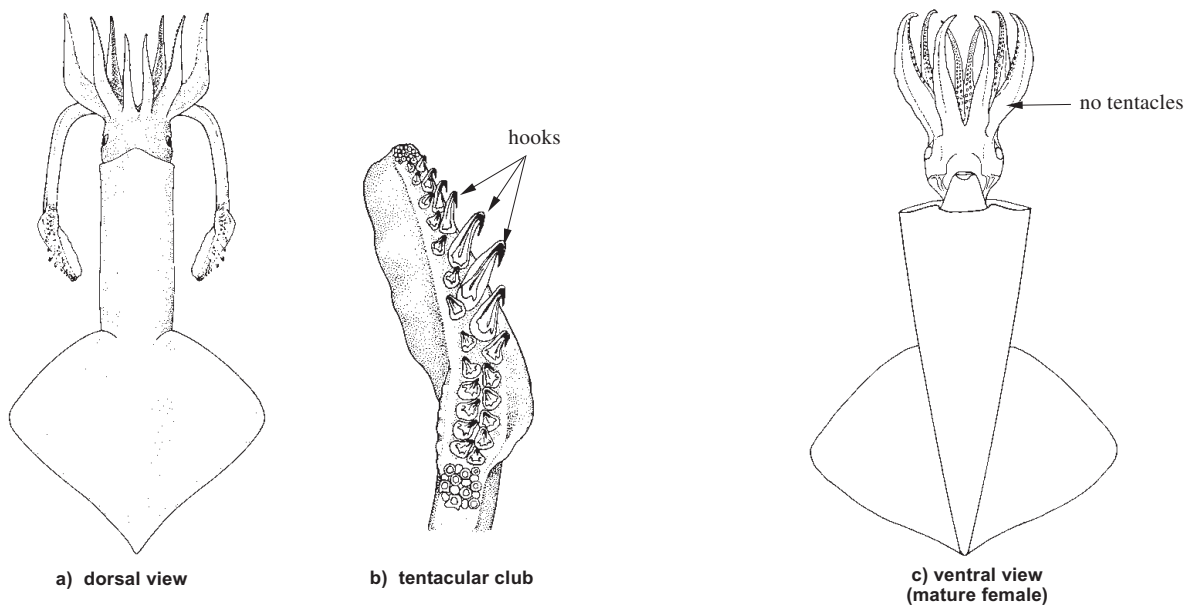 hooks
no tentacles
a) dorsal view
b) tentacular club
c) ventral view
(mature female)